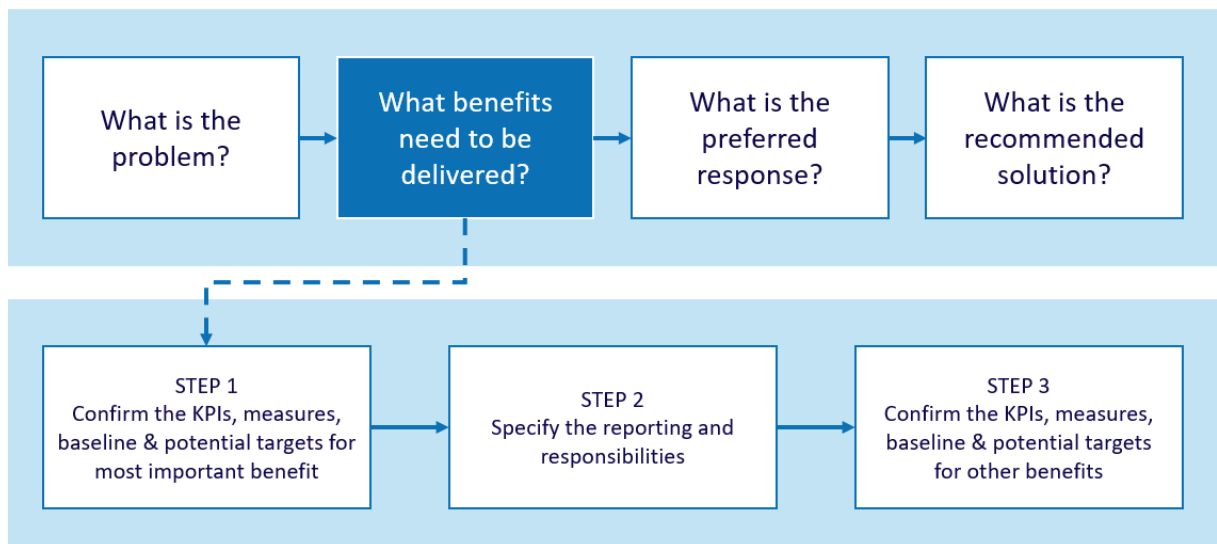 What is the
problem?
What benefits
need to be
delivered?
What is the
preferred
response?
What is the
recommended
solution?
STEP 1
Confirm the KPIs, measures,
baseline & potential targets for
most important benefit
STEP 2
Specify the reporting and
responsibilities
STEP 3
Confirm the KPIs, measures,
baseline & potential targets
for other benefits